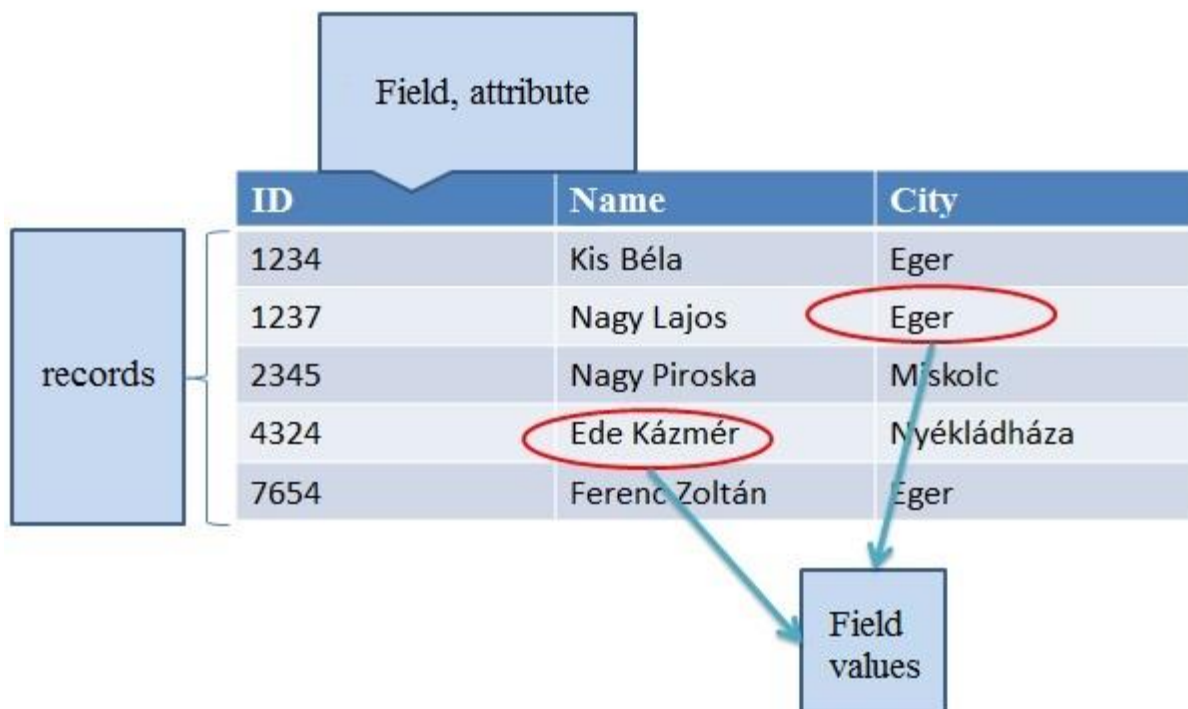 Field, attribute
ID Name City
records
1234 Kis Béla Eger
1237 Nagy Lajos Eger
2345 Nagy Piroska Miskolc
4324 Ede Kázmér Nyékládháza
7654 Ferenc Zoltán Eger
Field
values